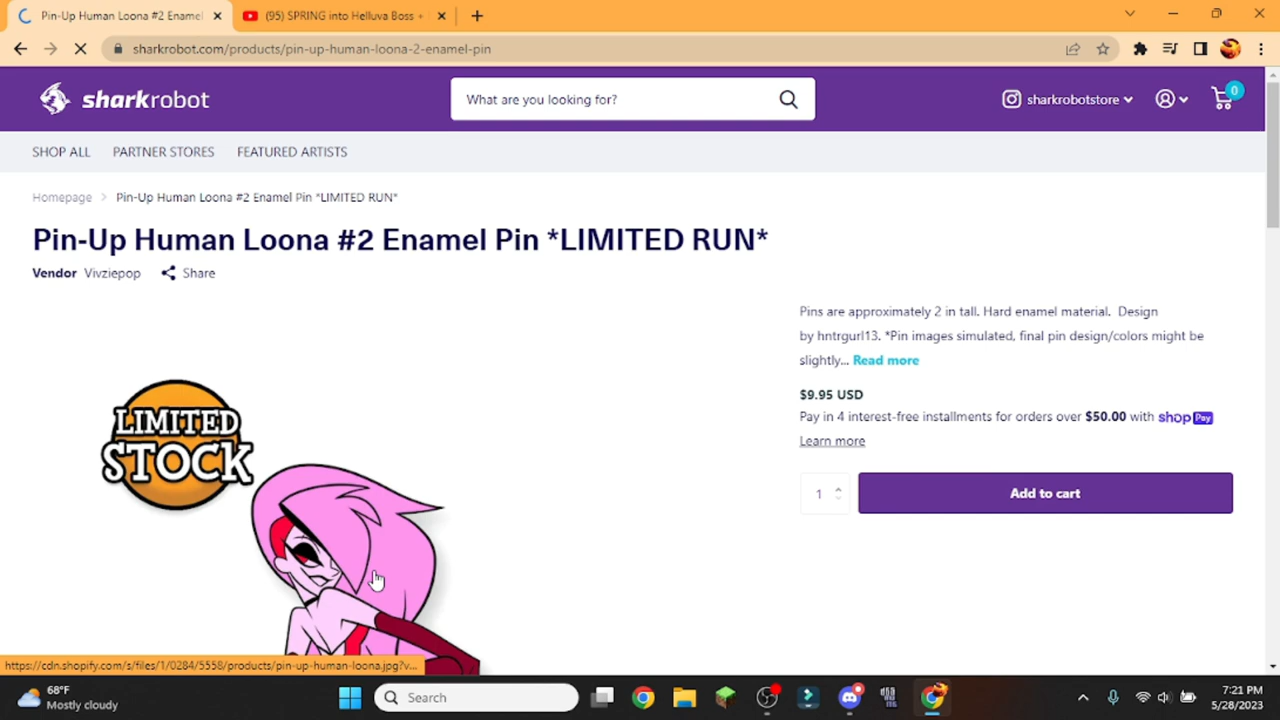 Pin-Up Human Loona #2 Enamel
(95) SPRING into Helluva Boss +
sharkrobot.com/products/pin-up-human-loona-2-enamel-pin
sharkrobot
What are you looking for?
sharkrobotstore
0
SHOP ALL
PARTNER STORES
FEATURED ARTISTS
Homepage > Pin-Up Human Loona #2 Enamel Pin *LIMITED RUN*
Pin-Up Human Loona #2 Enamel Pin *LIMITED RUN*
Vendor Vivziepop Share
Pins are approximately 2 in tall. Hard enamel material. Design
by hntrgurl13. *Pin images simulated, final pin design/colors might be
slightly... Read more
$9.95 USD
Pay in 4 interest-free installments for orders over $50.00 with shop Pay
Learn more
1
Add to cart
LIMITED
STOCK
https://cdn.shopify.com/s/files/1/0284/5558/products/pin-up-human-loona.jpg?v...
68°F
Mostly cloudy
Search
7:21 PM
5/28/2023